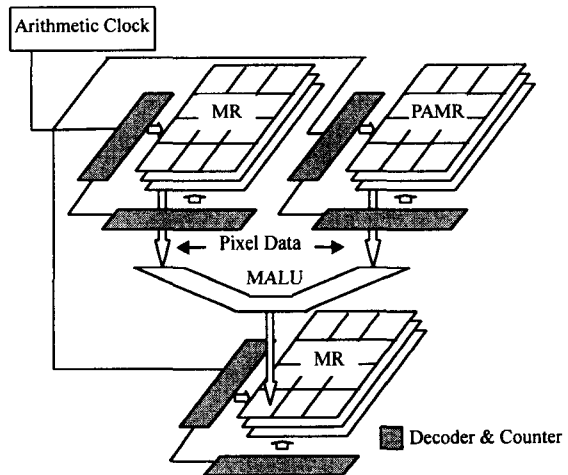 Arithmetic Clock
MR
PAMR
Pixel Data
MALU
MR
Decoder & Counter